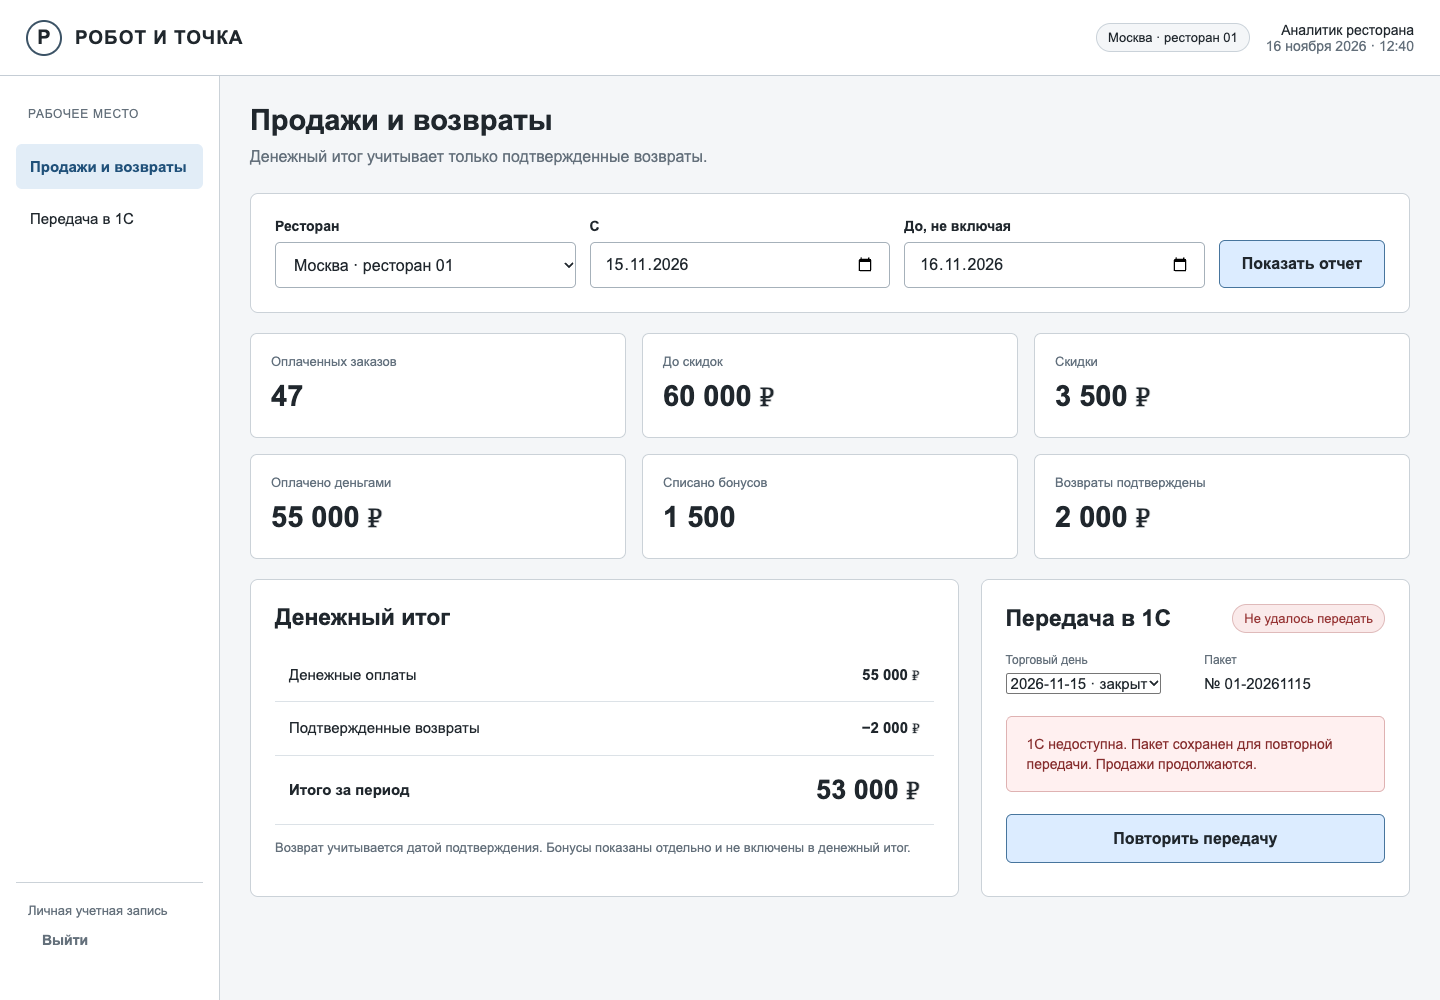 Р РОБОТ И ТОЧКА
Москва · ресторан 01
Аналитик ресторана
16 ноября 2026 · 12:40
РАБОЧЕЕ МЕСТО
Продажи и возвраты
Передача в 1С
Личная учетная запись
Выйти
Продажи и возвраты
Денежный итог учитывает только подтвержденные возвраты.
Ресторан
Москва · ресторан 01
С
15.11.2026
До, не включая
16.11.2026
Показать отчет
Оплаченных заказов
47
До скидок
60 000 ₽
Скидки
3 500 ₽
Оплачено деньгами
55 000 ₽
Списано бонусов
1 500
Возвраты подтверждены
2 000 ₽
Денежный итог
Денежные оплаты 55 000 ₽
Подтвержденные возвраты −2 000 ₽
Итого за период 53 000 ₽
Возврат учитывается датой подтверждения. Бонусы показаны отдельно и не включены в денежный итог.
Передача в 1С
Не удалось передать
Торговый день
2026-11-15 · закрыт
Пакет
№ 01-20261115
1С недоступна. Пакет сохранен для повторной
передачи. Продажи продолжаются.
Повторить передачу